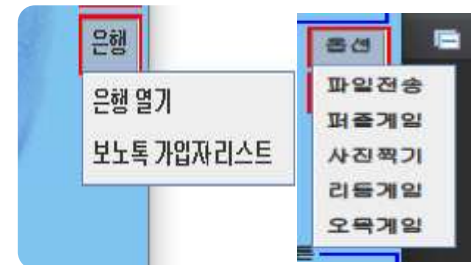 은행
은행 열기
보노톡 가입자리스트
옵션
파일전송
퍼즐게임
사진찍기
리듬게임
오목게임